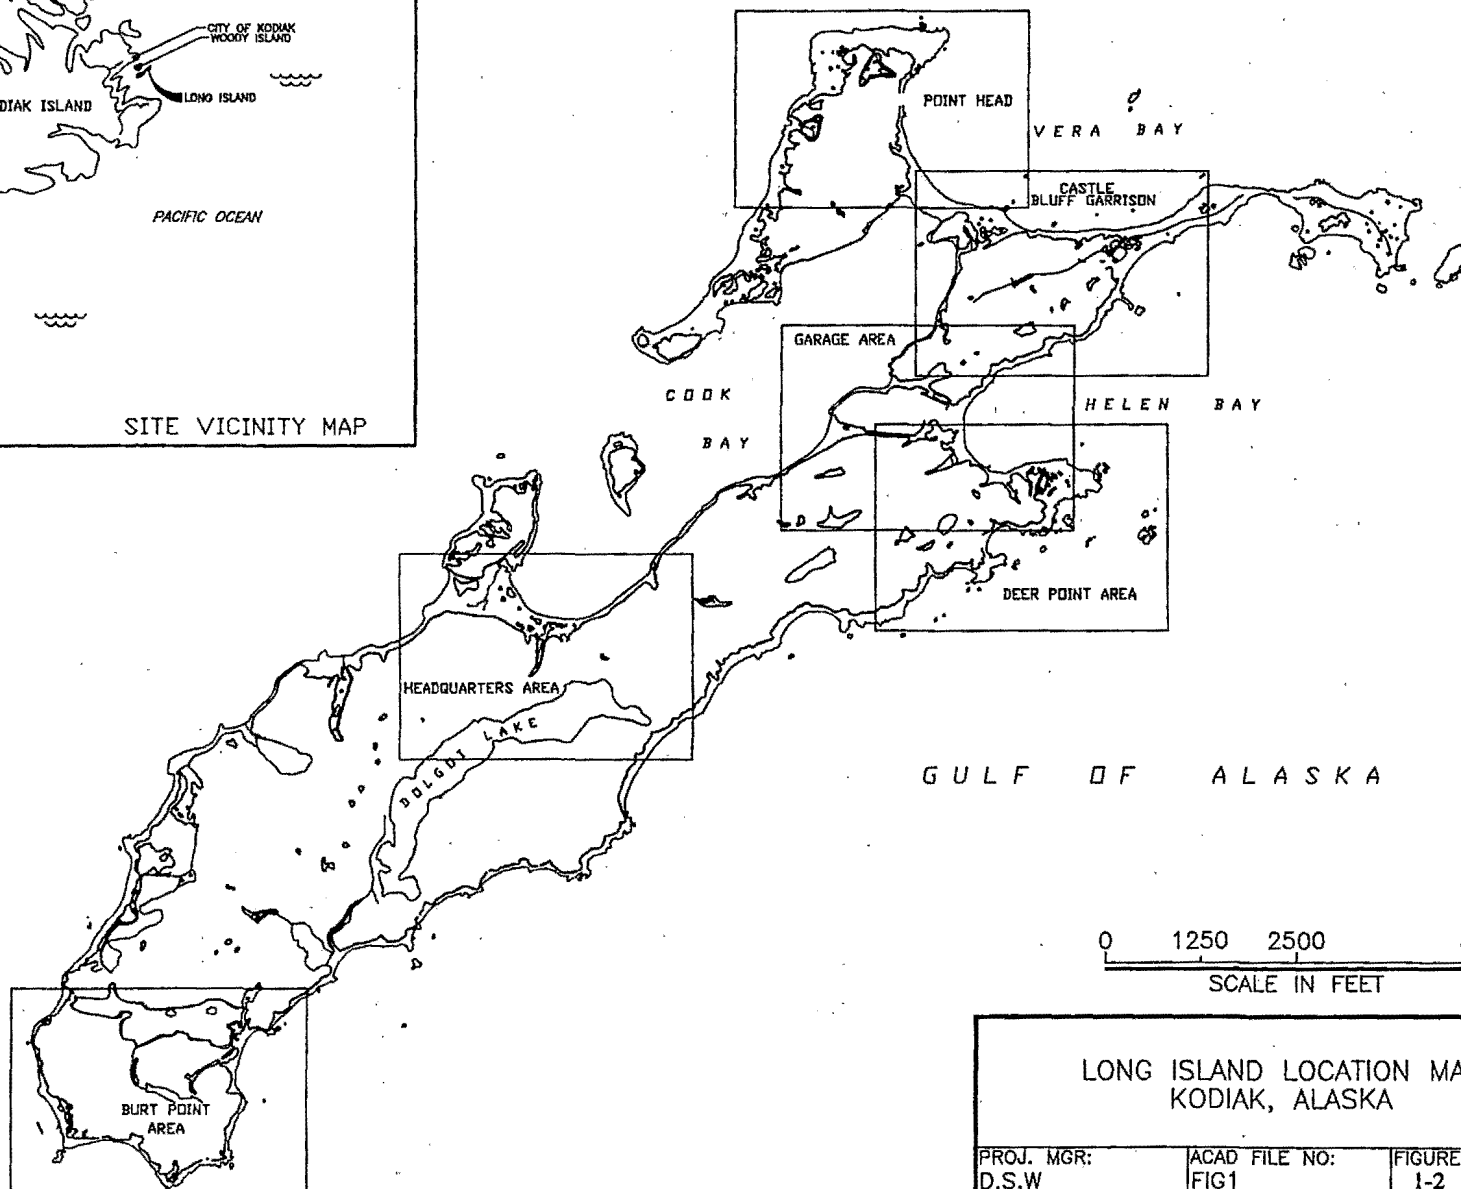 CITY OF KODIAK
WOODY ISLAND
LONG ISLAND
DIAK ISLAND
PACIFIC OCEAN
SITE VICINITY MAP
POINT HEAD
VERA BAY
CASTLE
BLUFF GARRISON
GARAGE AREA
COOK
BAY
HELEN BAY
DEER POINT AREA
HEADQUARTERS AREA
DOLGOI LAKE
GULF OF ALASKA
0 1250 2500
SCALE IN FEET
BURT POINT
AREA
LONG ISLAND LOCATION MA
KODIAK, ALASKA
PROJ. MGR:
D.S.W
ACAD FILE NO:
FIG1
FIGURE
1-2